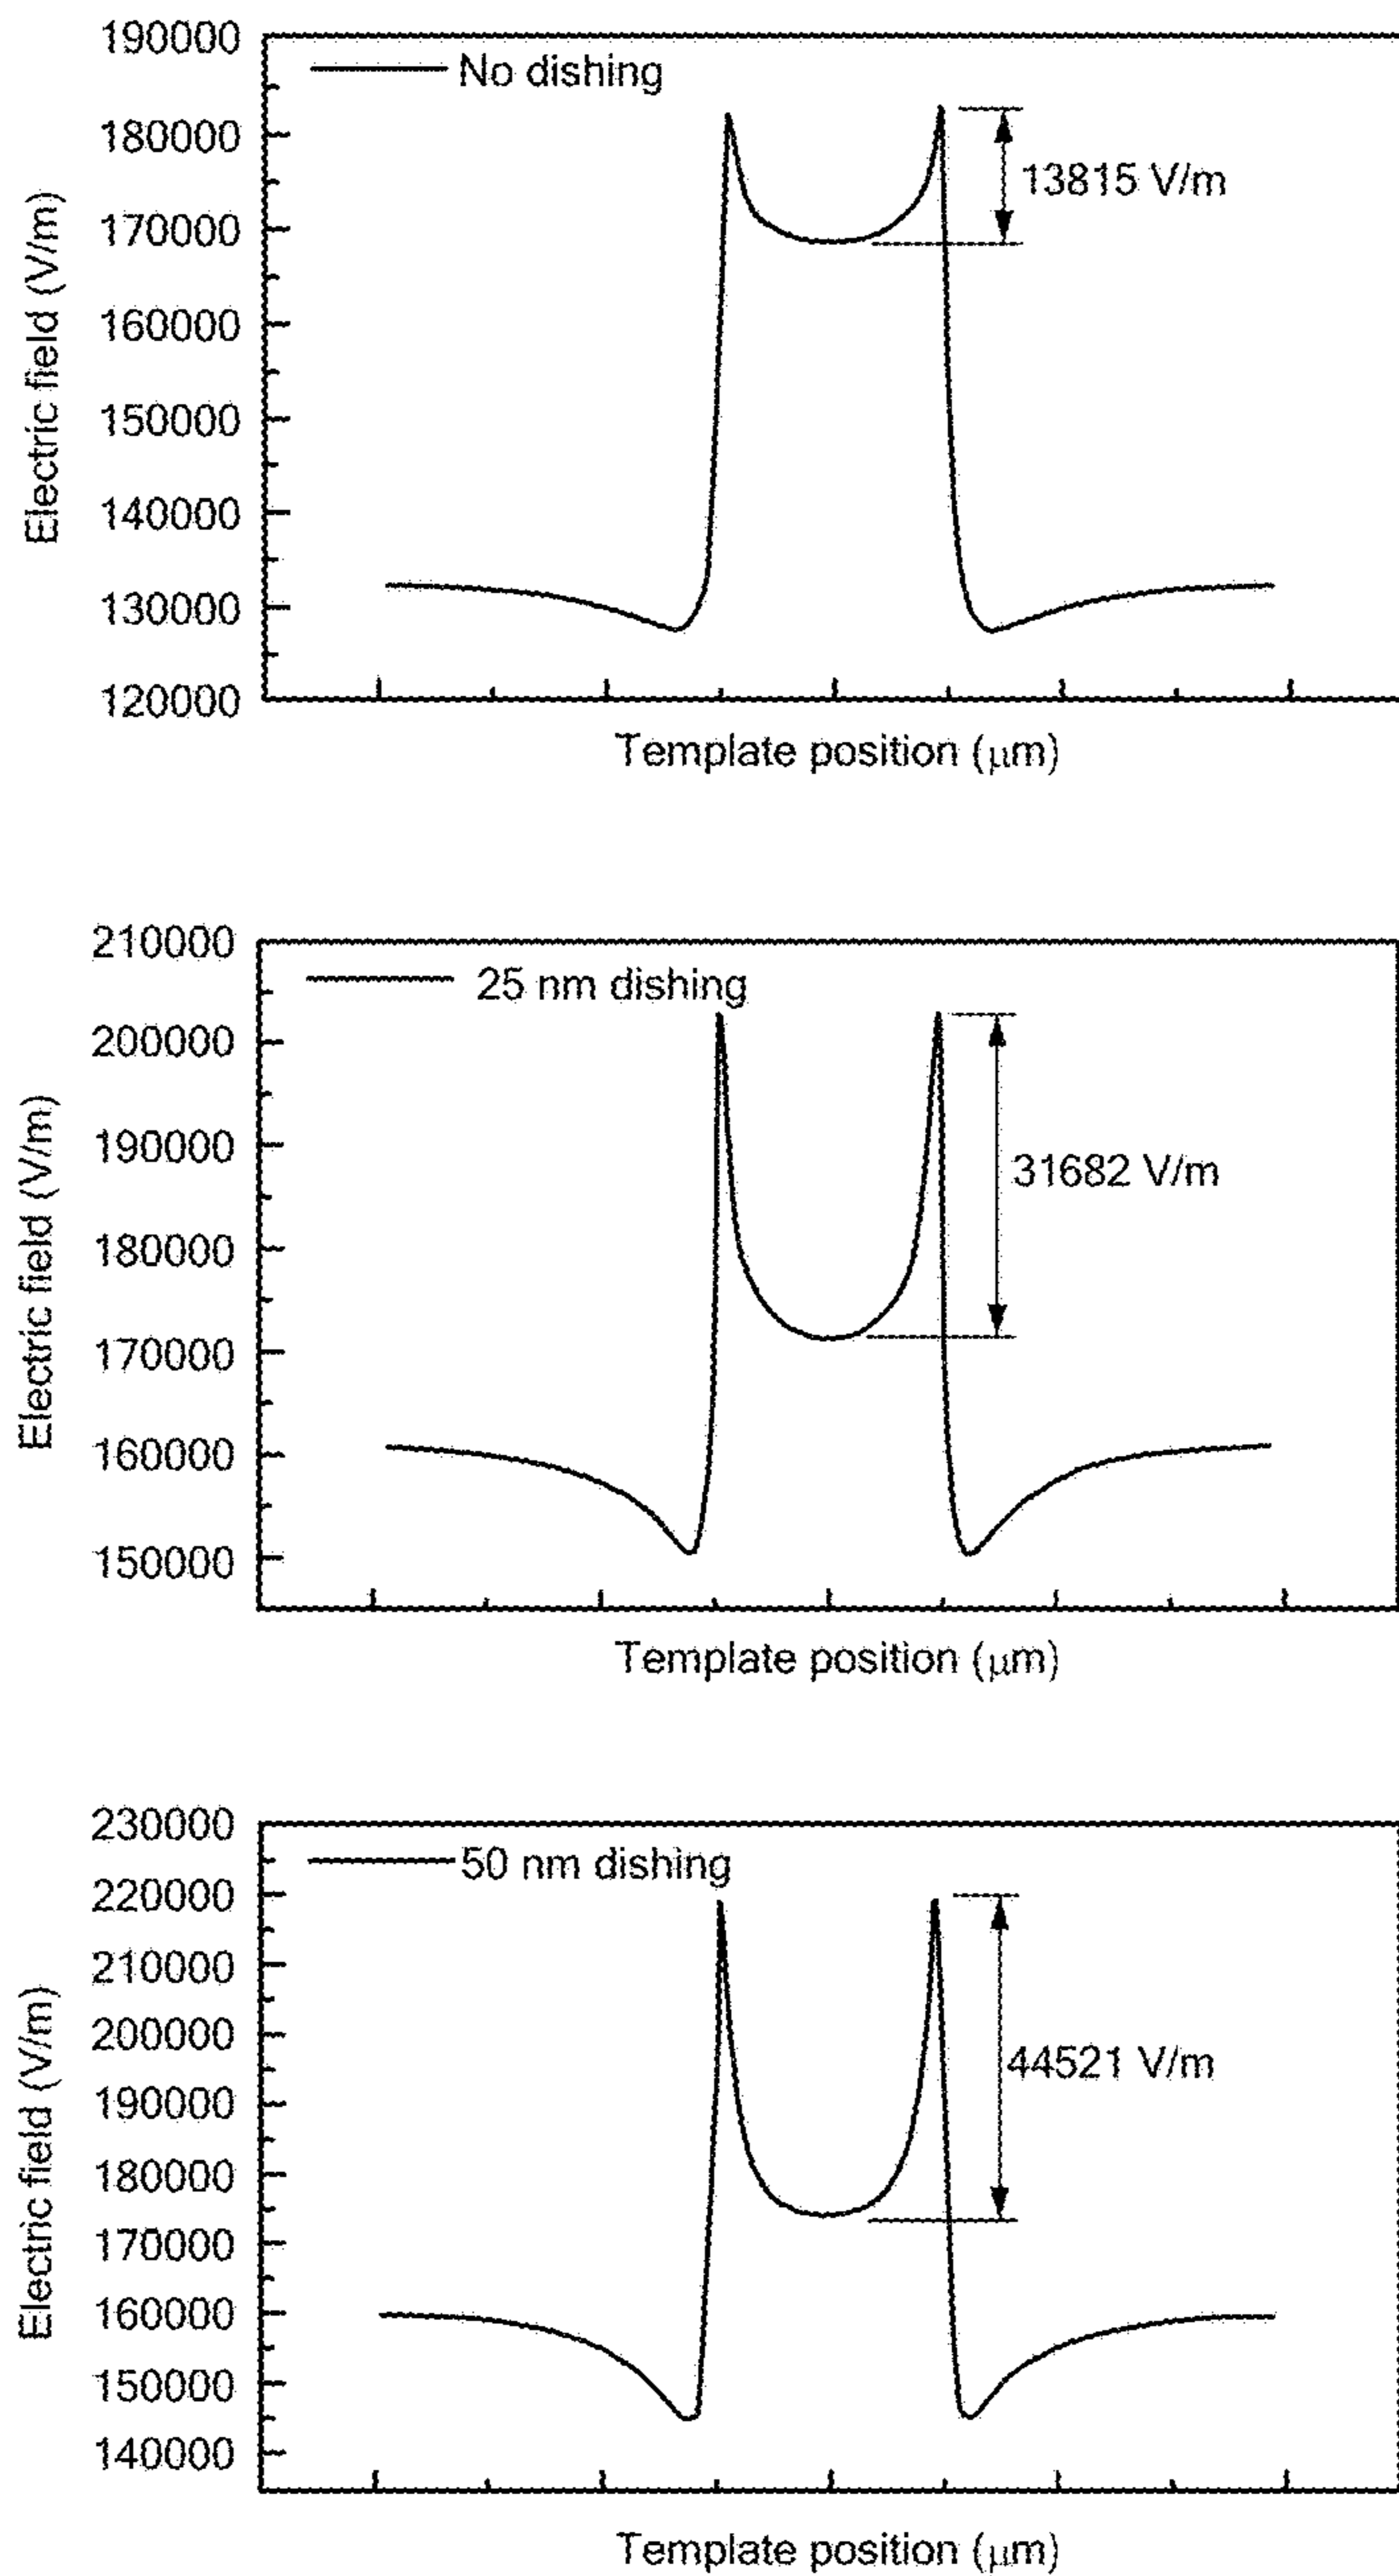 190000
No dishing
180000
13815 V/m
170000
160000
150000
140000
130000
120000
Electric field (V/m)
Template position (μm)
210000
25 nm dishing
200000
190000
31682 V/m
180000
170000
160000
150000
Electric field (V/m)
Template position (μm)
230000
50 nm dishing
220000
210000
200000
44521 V/m
190000
180000
170000
160000
150000
140000
Electric field (V/m)
Template position (μm)